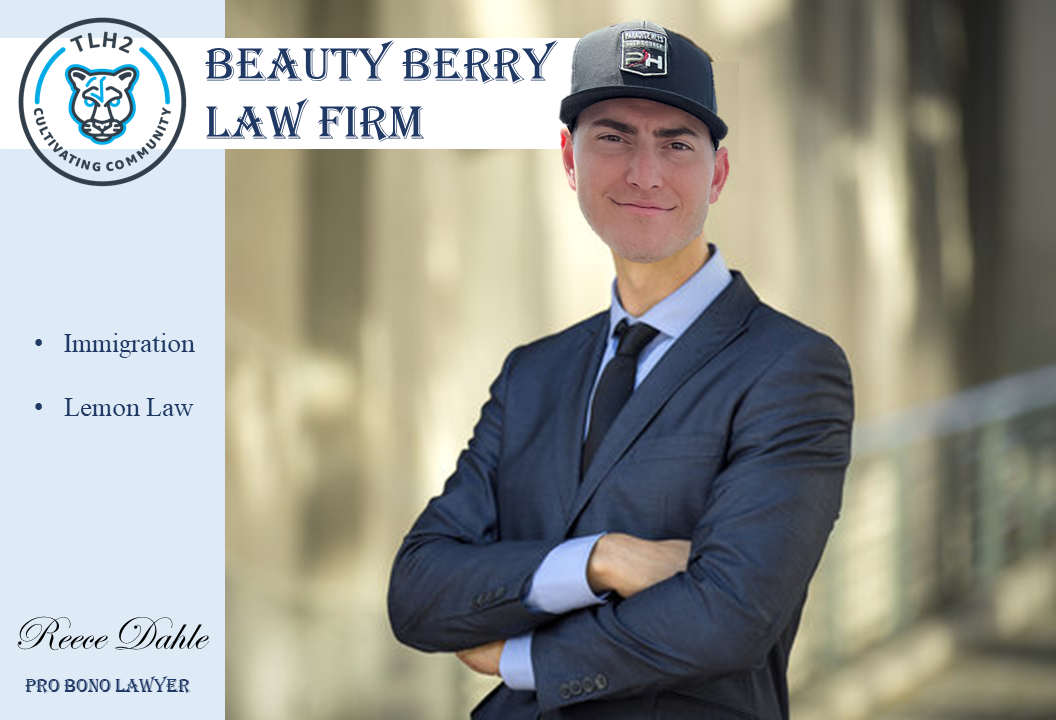 TLH2
CULTIVATING COMMUNITY
BEAUTY BERRY
LAW FIRM
PH
• Immigration
• Lemon Law
Reece Dahle
PRO BONO LAWYER